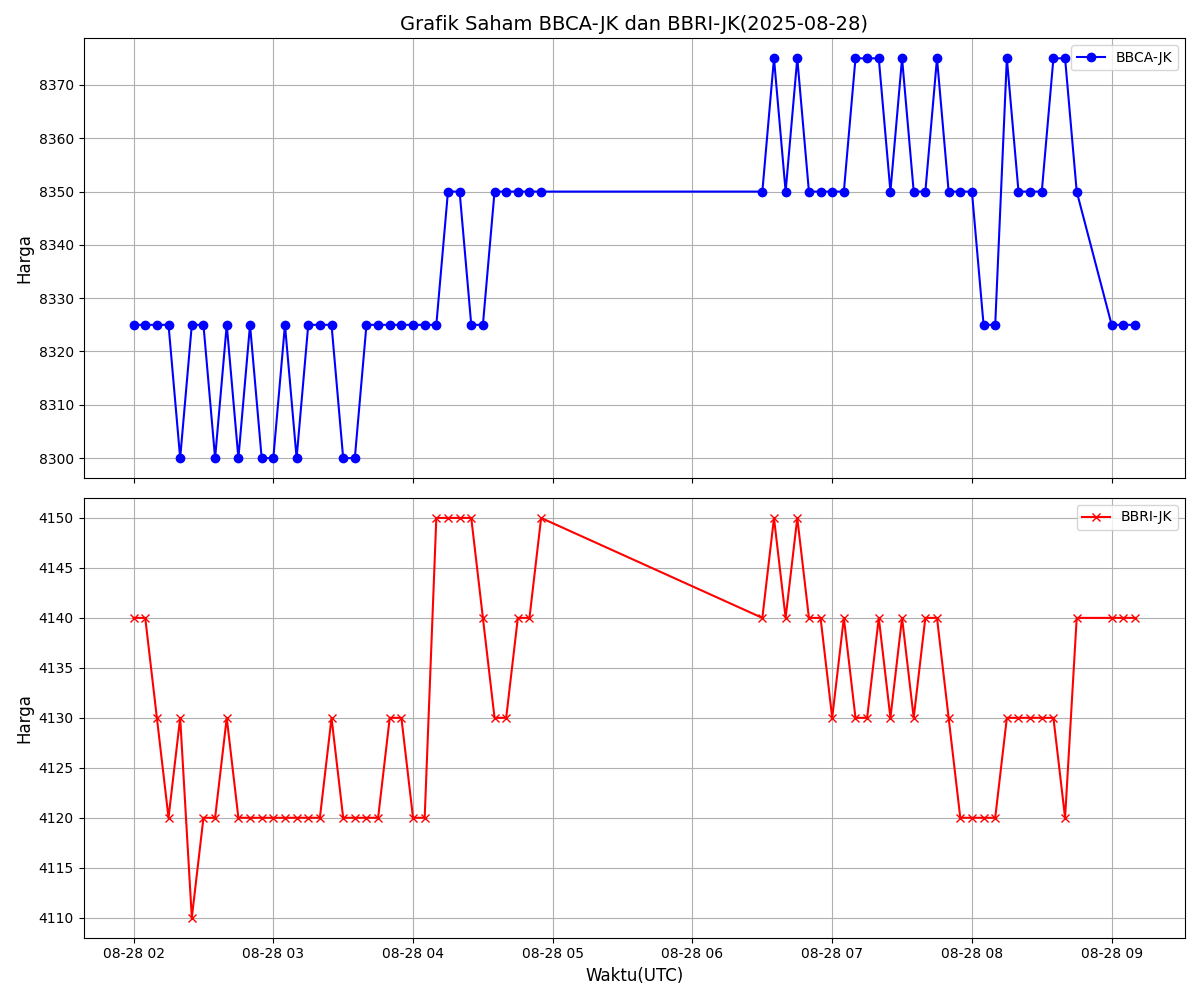 Grafik Saham BBCA-JK dan BBRI-JK(2025-08-28)
BBCA-JK
Harga
8370
8360
8350
8340
8330
8320
8310
8300
BBRI-JK
Harga
4150
4145
4140
4135
4130
4125
4120
4115
4110
08-28 02 08-28 03 08-28 04 08-28 05 08-28 06 08-28 07 08-28 08 08-28 09
Waktu(UTC)